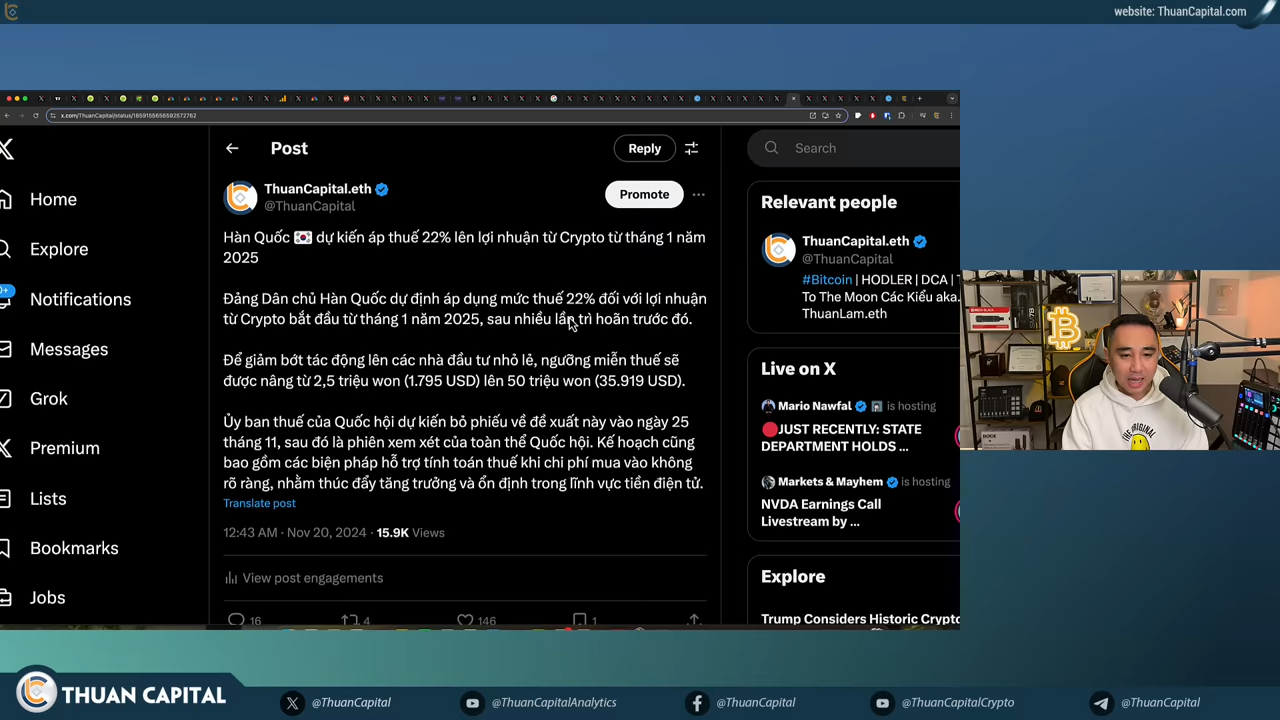 website: ThuanCapital.com
x.com/ThuanCapital/status/1859155656592672762
Home
Explore
Notifications
Messages
Grok
Premium
Lists
Bookmarks
Jobs
Post
Reply
ThuanCapital.eth
@ThuanCapital
Promote
Hàn Quốc 🇰🇷 dự kiến áp thuế 22% lên lợi nhuận từ Crypto từ tháng 1 năm
2025
Đảng Dân chủ Hàn Quốc dự định áp dụng mức thuế 22% đối với lợi nhuận
từ Crypto bắt đầu từ tháng 1 năm 2025, sau nhiều lần trì hoãn trước đó.
Để giảm bớt tác động lên các nhà đầu tư nhỏ lẻ, ngưỡng miễn thuế sẽ
được nâng từ 2,5 triệu won (1.795 USD) lên 50 triệu won (35.919 USD).
Ủy ban thuế của Quốc hội dự kiến bỏ phiếu về đề xuất này vào ngày 25
tháng 11, sau đó là phiên xem xét của toàn thể Quốc hội. Kế hoạch cũng
bao gồm các biện pháp hỗ trợ tính toán thuế khi chi phí mua vào không
rõ ràng, nhằm thúc đẩy tăng trưởng và ổn định trong lĩnh vực tiền điện tử.
Translate post
12:43 AM · Nov 20, 2024 · 15.9K Views
View post engagements
16 4 146 1
Search
Relevant people
ThuanCapital.eth
@ThuanCapital
#Bitcoin | HODLER | DCA | T
To The Moon Các Kiểu aka.
ThuanLam.eth
Live on X
Mario Nawfal is hosting
🔴JUST RECENTLY: STATE
DEPARTMENT HOLDS ...
Markets & Mayhem is hosting
NVDA Earnings Call
Livestream by ...
Explore
Trump Considers Historic Crypto
THE ORIGINAL
THUAN CAPITAL
@ThuanCapital
@ThuanCapitalAnalytics
@ThuanCapital
@ThuanCapitalCrypto
@ThuanCapital